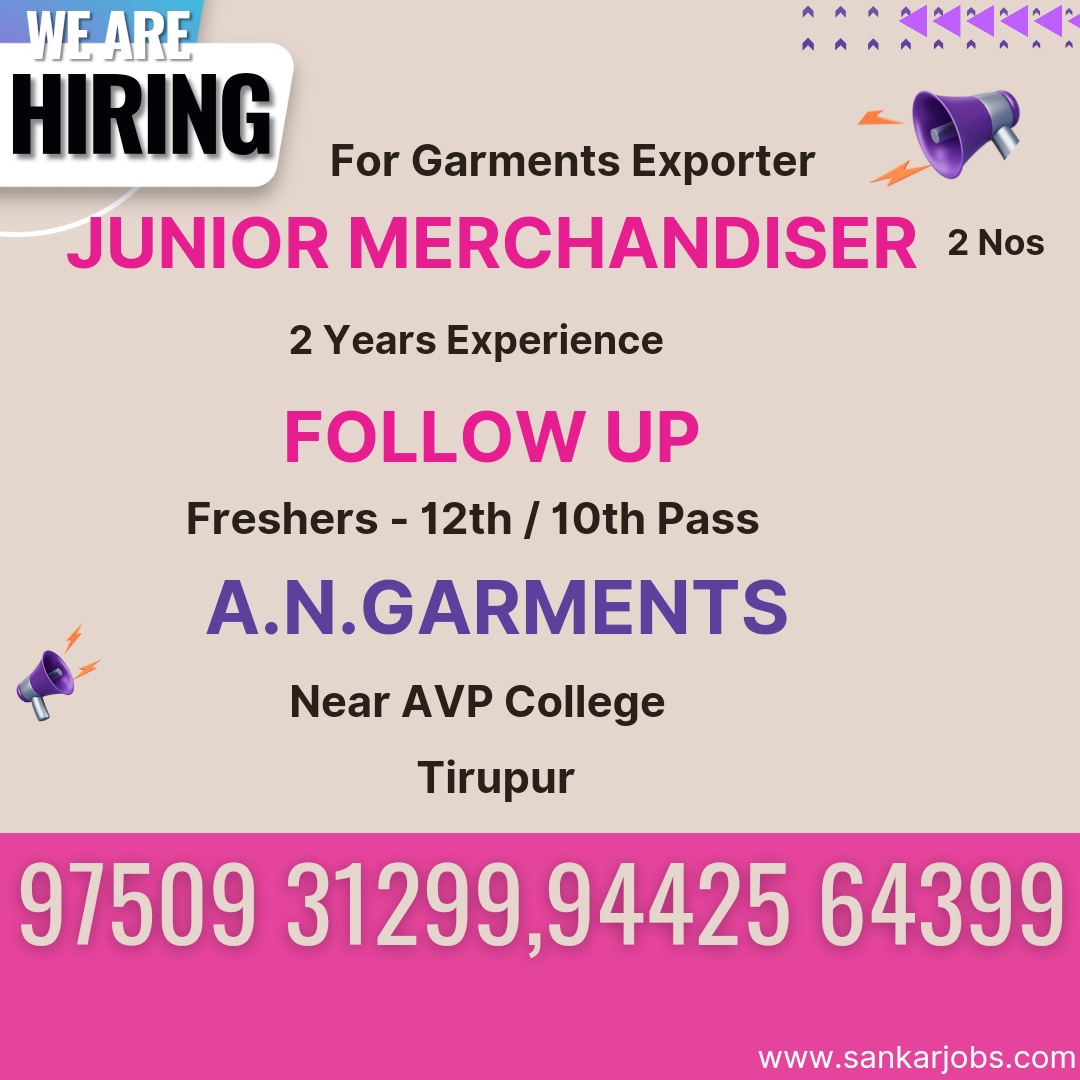 WE ARE
HIRING
For Garments Exporter
JUNIOR MERCHANDISER 2 Nos
2 Years Experience
FOLLOW UP
Freshers - 12th / 10th Pass
A.N.GARMENTS
Near AVP College
Tirupur
97509 31299,94425 64399
www.sankarjobs.com